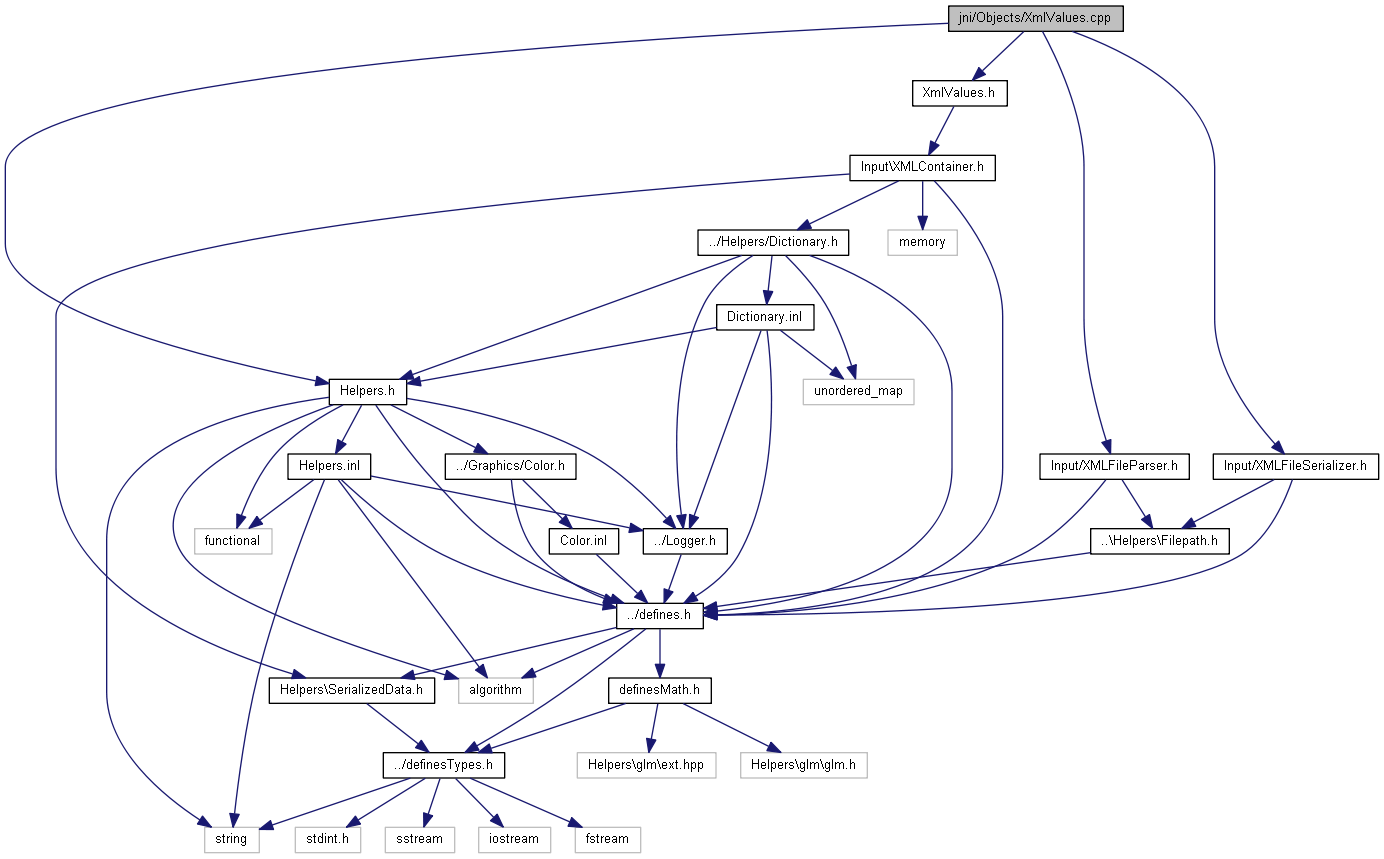 jni/Objects/XmlValues.cpp
XmlValues.h
Input\XMLContainer.h
../Helpers/Dictionary.h
memory
Dictionary.inl
Helpers.h
unordered_map
Helpers.inl
../Graphics/Color.h
Input/XMLFileParser.h
Input/XMLFileSerializer.h
functional
Color.inl
../Logger.h
..\Helpers\Filepath.h
../defines.h
Helpers\SerializedData.h
algorithm
definesMath.h
../definesTypes.h
Helpers\glm\ext.hpp
Helpers\glm\glm.h
string
stdint.h
sstream
iostream
fstream